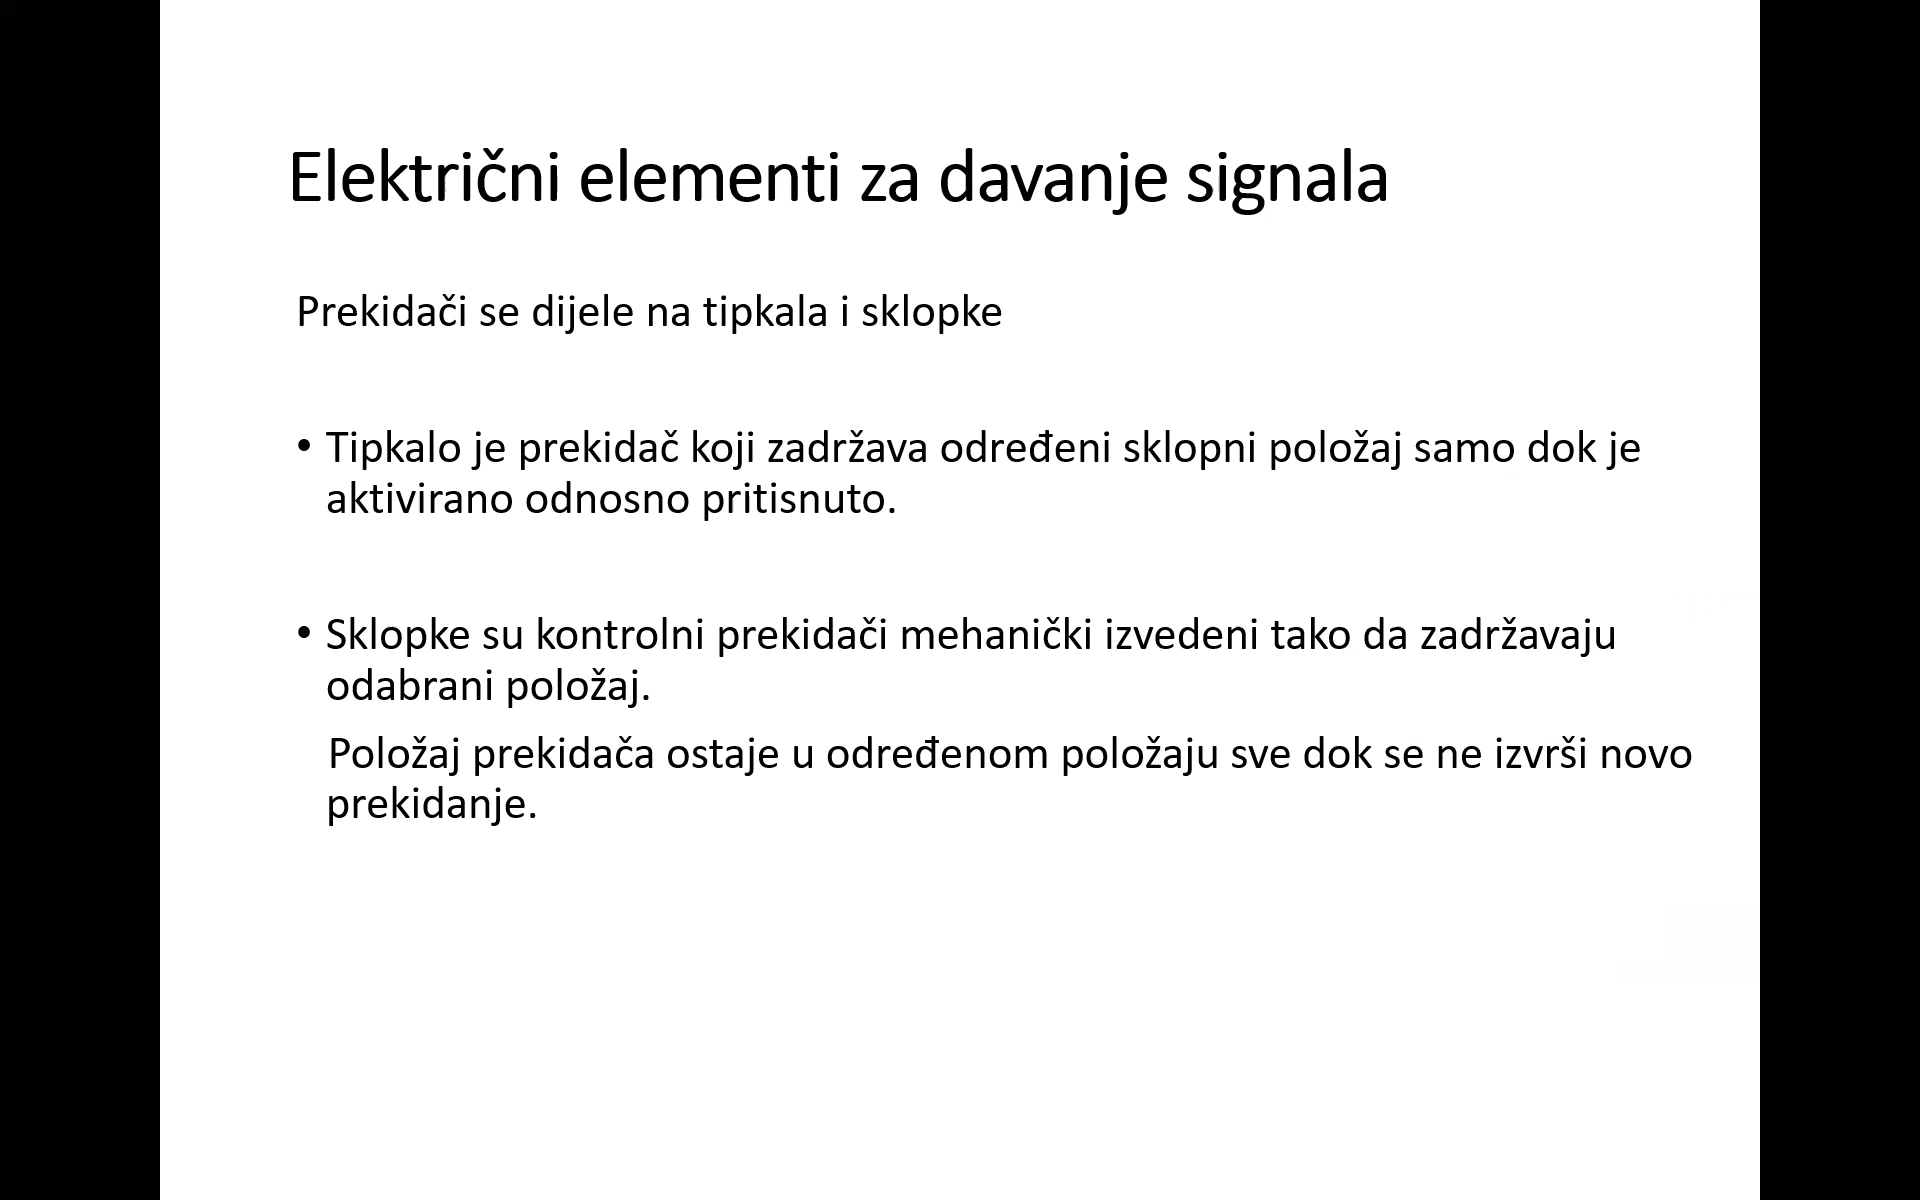 Električni elementi za davanje signala
Prekidači se dijele na tipkala i sklopke
• Tipkalo je prekidač koji zadržava određeni sklopni položaj samo dok je
aktivirano odnosno pritisnuto.
• Sklopke su kontrolni prekidači mehanički izvedeni tako da zadržavaju
odabrani položaj.
Položaj prekidača ostaje u određenom položaju sve dok se ne izvrši novo
prekidanje.